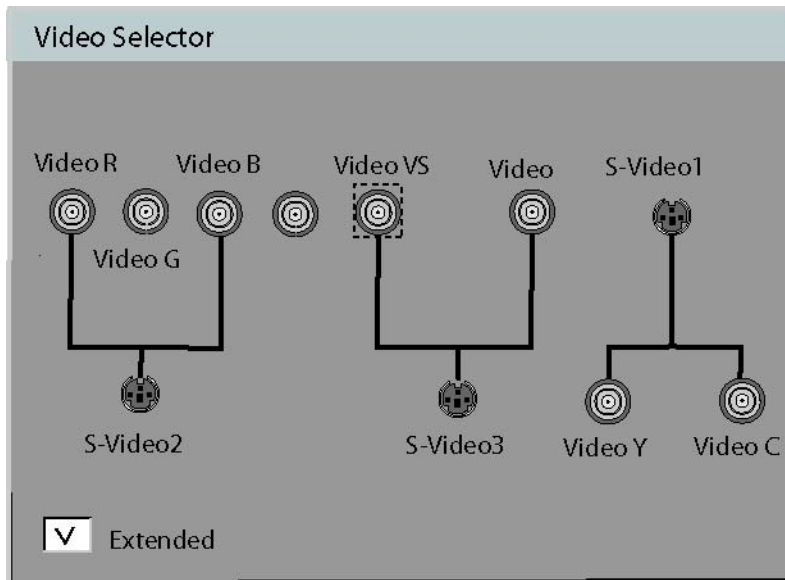 Video Selector
Video R Video B Video VS Video S-Video1
Video G
S-Video2 S-Video3 Video Y Video C
V Extended